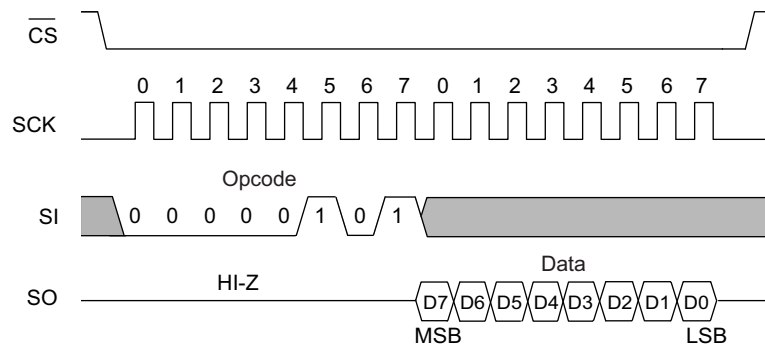 CS
0 1 2 3 4 5 6 7 0 1 2 3 4 5 6 7
SCK
Opcode
SI 0 0 0 0 0 1 0 1
HI-Z
Data
SO
D7 D6 D5 D4 D3 D2 D1 D0
MSB LSB